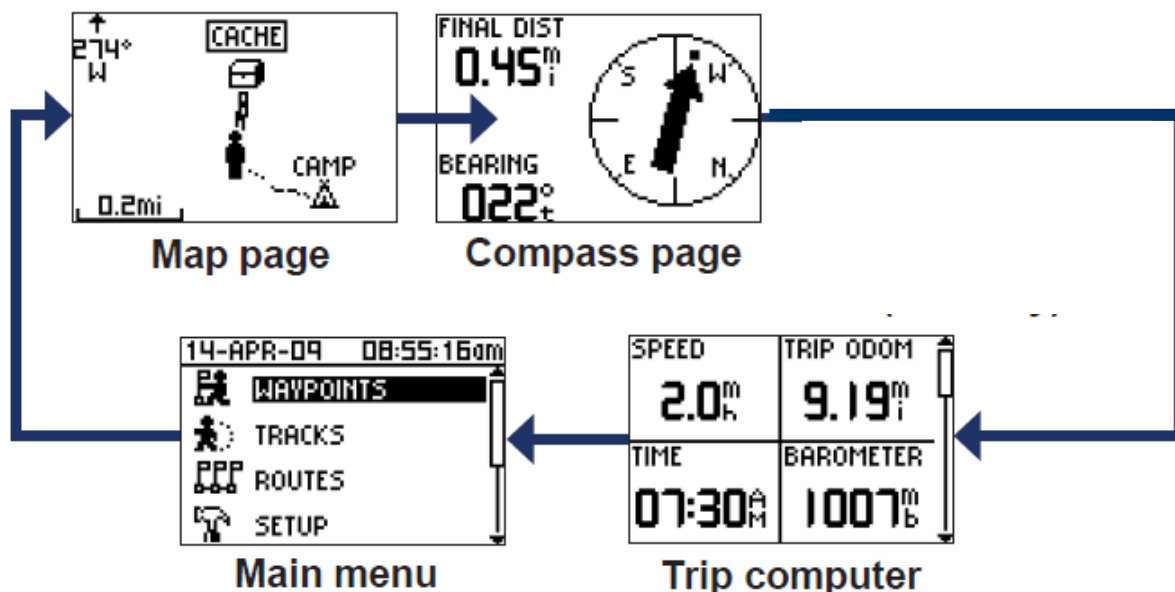 274°
W
CACHE
CAMP
0.2mi
Map page
FINAL DIST
0.45mi
BEARING
022°t
S
W
E
N
Compass page
14-APR-09 08:55:16am
WAYPOINTS
TRACKS
ROUTES
SETUP
Main menu
SPEED
2.0mh
TRIP ODOM
9.19mi
TIME
07:30AM
BAROMETER
1007mb
Trip computer